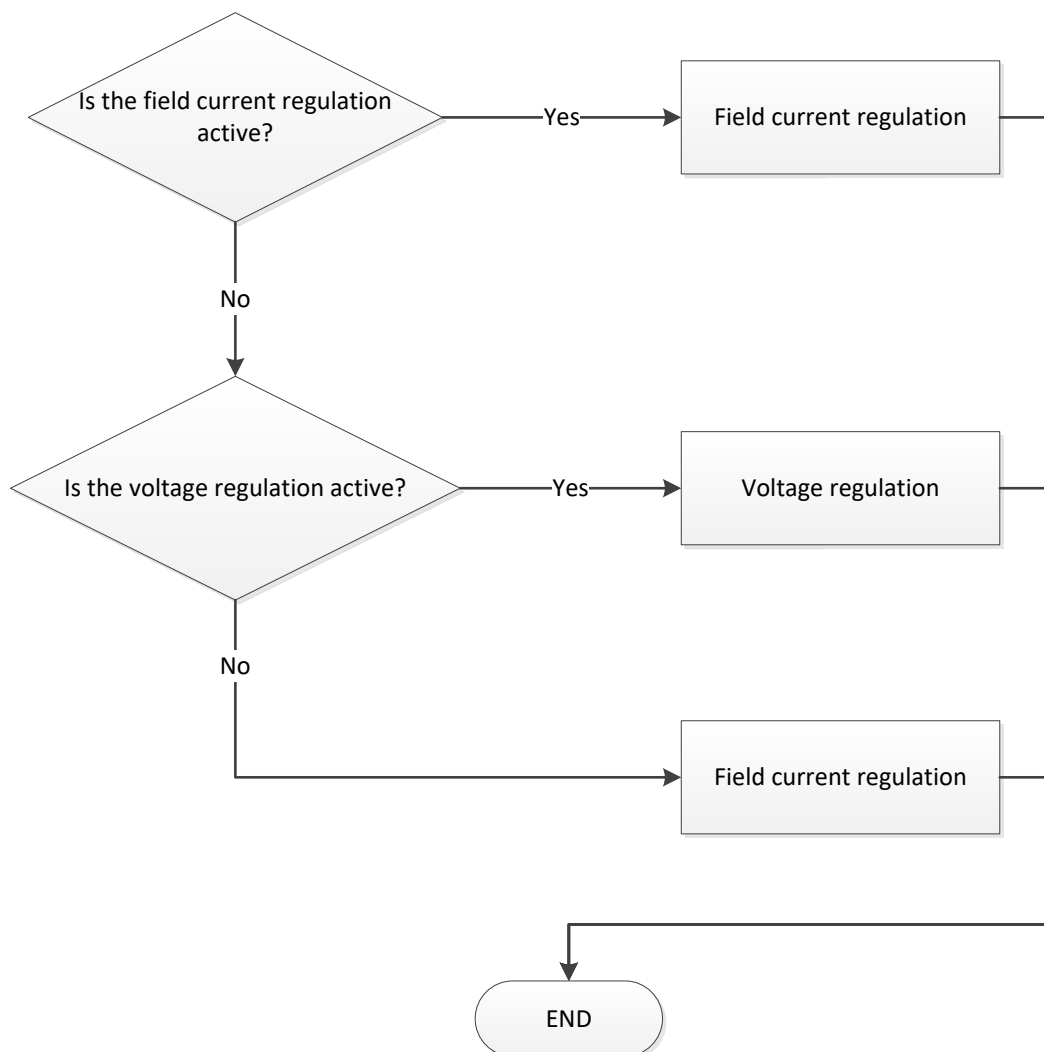 Is the field current regulation
active?
Yes
Field current regulation
No
Is the voltage regulation active?
Yes
Voltage regulation
No
Field current regulation
END